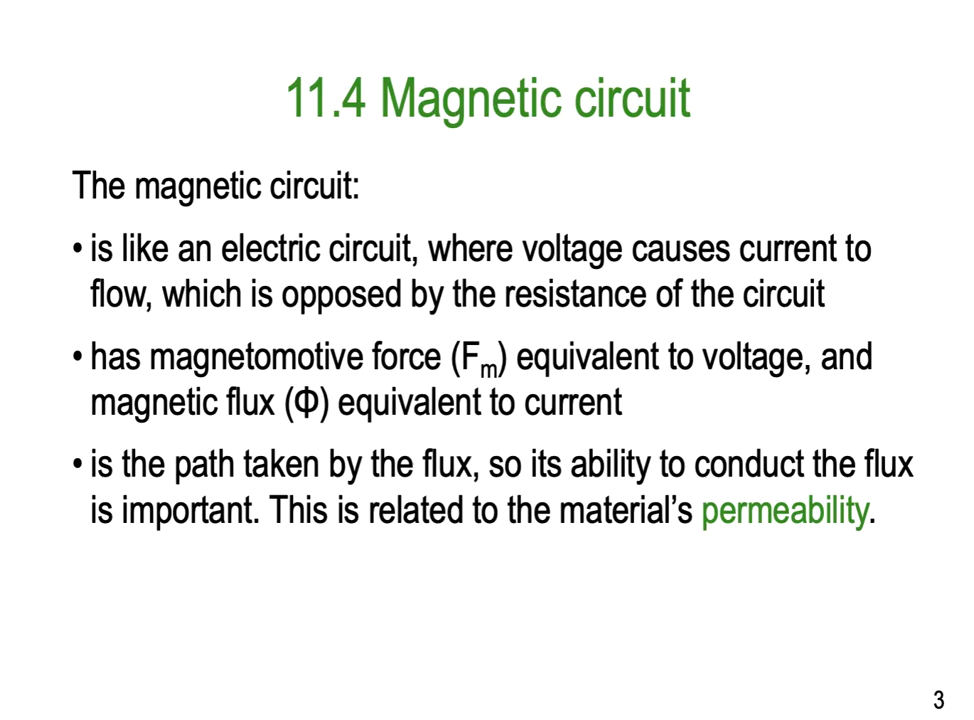 11.4 Magnetic circuit
The magnetic circuit:
• is like an electric circuit, where voltage causes current to
flow, which is opposed by the resistance of the circuit
• has magnetomotive force (Fm) equivalent to voltage, and
magnetic flux (Φ) equivalent to current
• is the path taken by the flux, so its ability to conduct the flux
is important. This is related to the material’s permeability.
3